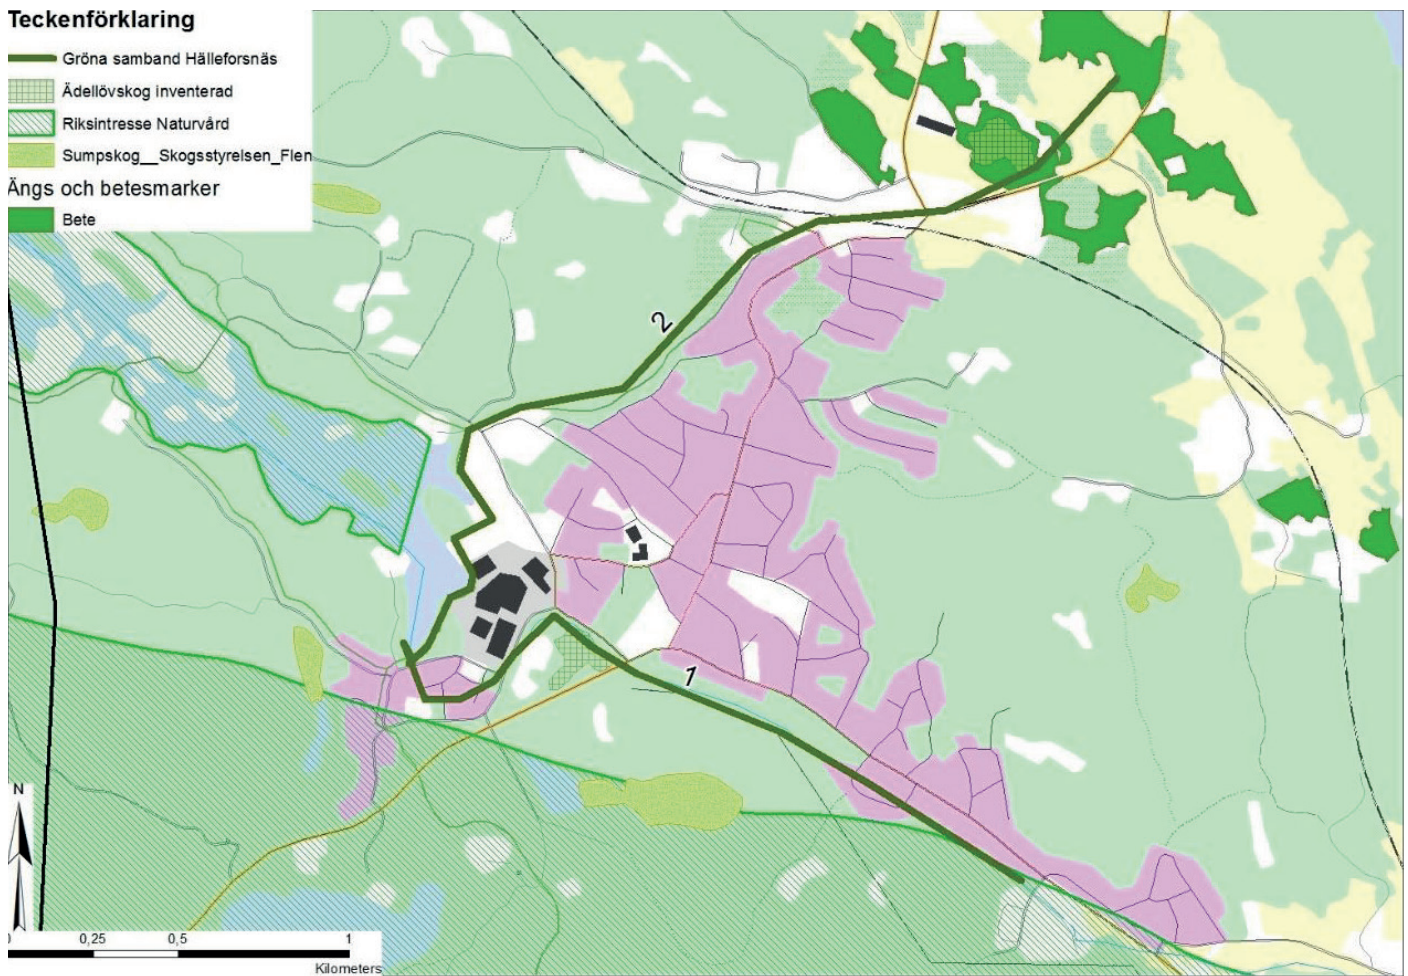 Teckenförklaring
Gröna samband Hälleforsnäs
Ädellövskog inventerad
Riksintresse Naturvård
Sumpskog__Skogsstyrelsen_Flen
Ängs och betesmarker
Bete
2
1
N
0 0,25 0,5 1
Kilometers